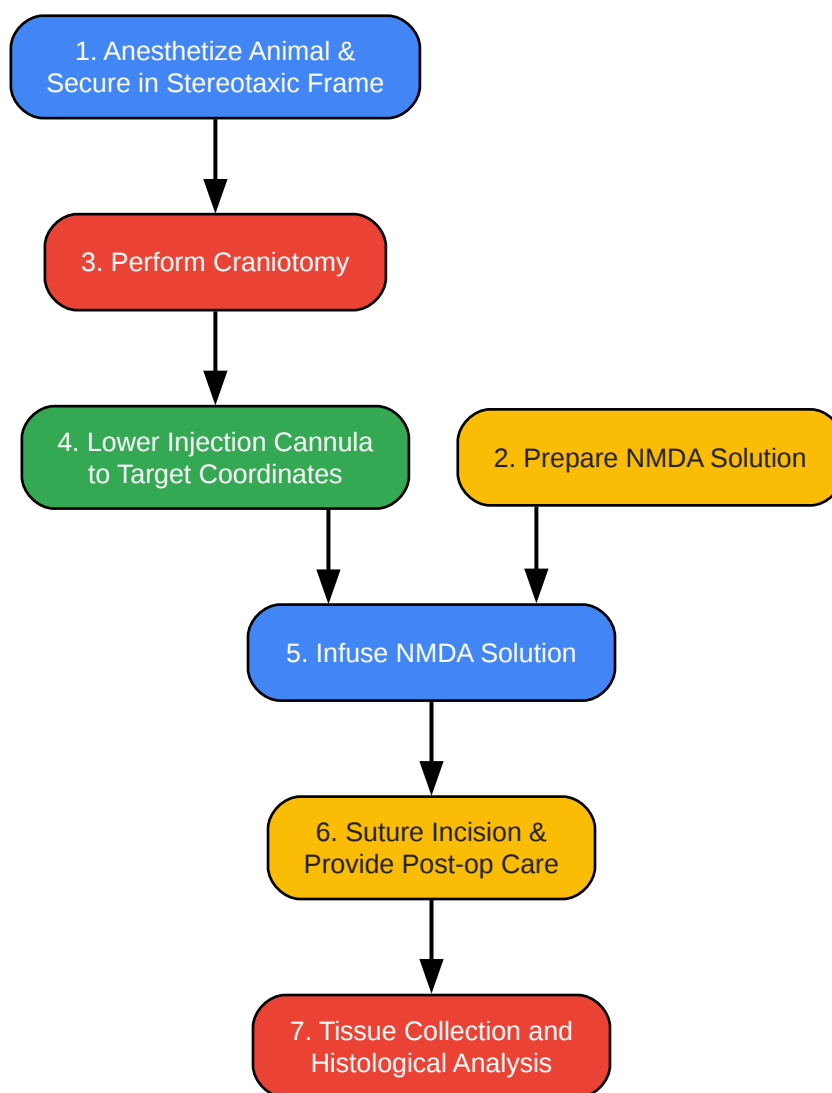 1. Anesthetize Animal &
Secure in Stereotaxic Frame
3. Perform Craniotomy
4. Lower Injection Cannula
to Target Coordinates
2. Prepare NMDA Solution
5. Infuse NMDA Solution
6. Suture Incision &
Provide Post-op Care
7. Tissue Collection and
Histological Analysis